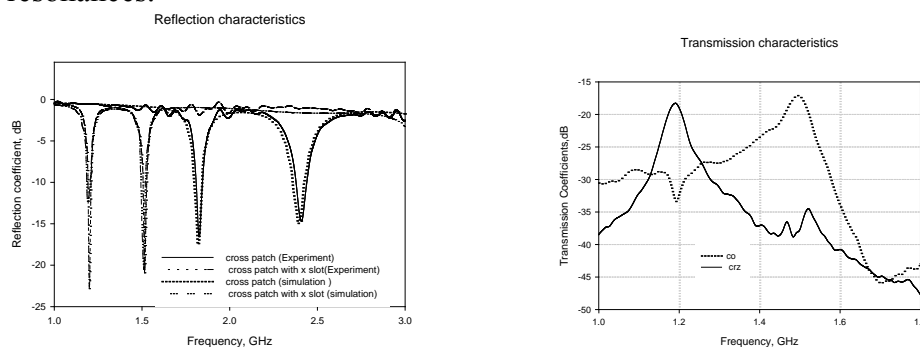 resonances.
Reflection characteristics
0
-5
-10
-15
-20
-25
Reflection coefficient, dB
cross patch (Experiment)
cross patch with x slot(Experiment)
cross patch (simulation )
cross patch with x slot (simulation)
1.0 1.5 2.0 2.5 3.0
Frequency, GHz
Transmission characteristics
-15
-20
-25
-30
-35
-40
-45
-50
Transmission Coefficients,dB
co
crz
1.0 1.2 1.4 1.6
Frequency, GHz